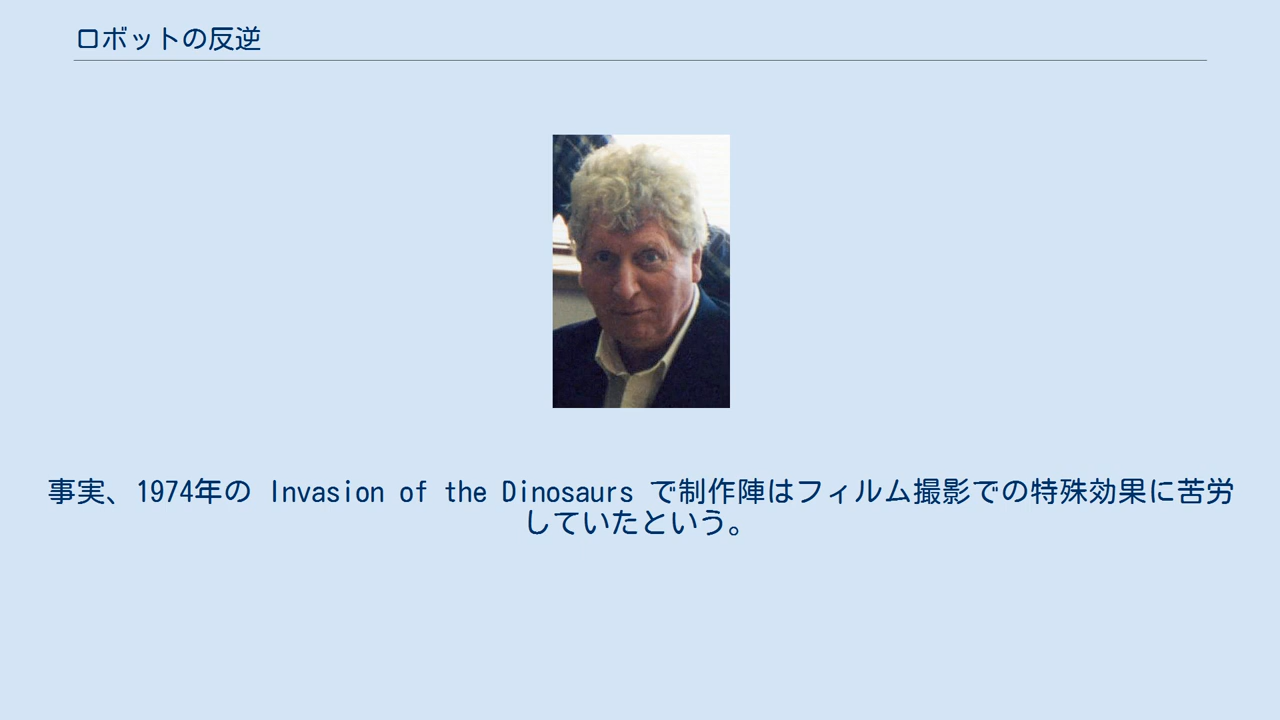 ロボットの反逆
事実、1974年の Invasion of the Dinosaurs で制作陣はフィルム撮影での特殊効果に苦労
していたという。